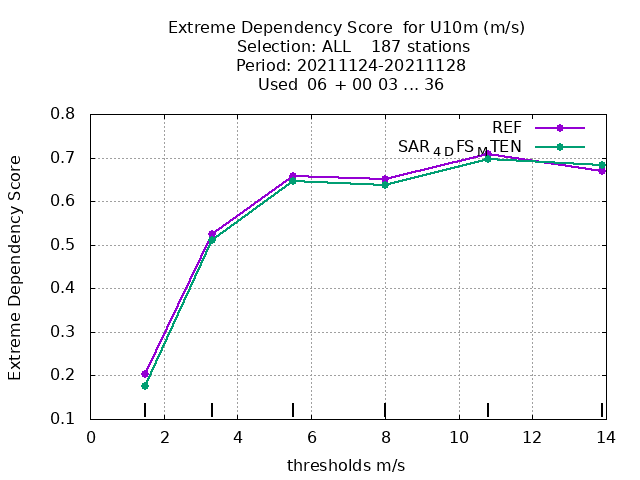 Extreme Dependency Score for U10m (m/s)
Selection: ALL 187 stations
Period: 20211124-20211128
Used 06 + 00 03 ... 36
REF
SAR 4D FS M TEN
Extreme Dependency Score
0.8
0.7
0.6
0.5
0.4
0.3
0.2
0.1
0 2 4 6 8 10 12 14
thresholds m/s